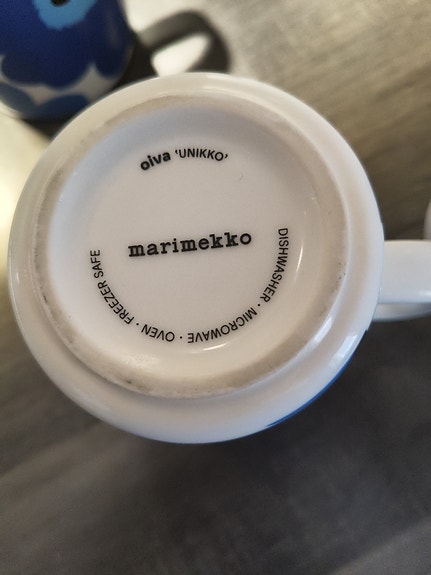 oiva 'UNIKKO'
marimekko
DISHWASHER · MICROWAVE · OVEN · FREEZER SAFE